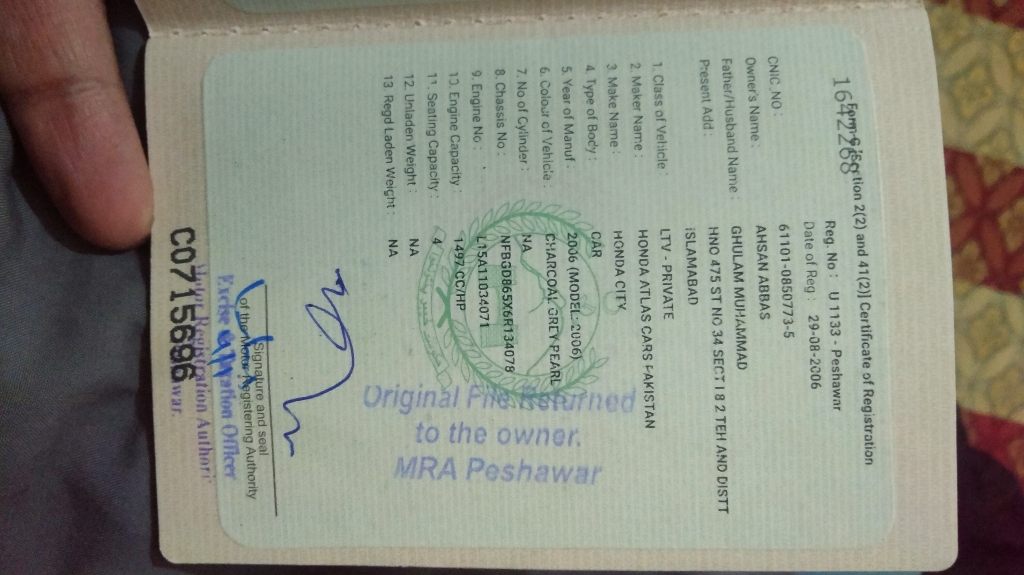 Form G [Section 2(2) and 41(2)] Certificate of Registration
1642268
Reg. No : U 1133 - Peshawar
Date of Reg : 29-08-2006
CNIC NO : 61101-0850773-5
Owner's Name : AHSAN ABBAS
Father/Husband Name : GHULAM MUHAMMAD
Present Add : HNO 475 ST NO 34 SECT I 8 2 TEH AND DISTT
ISLAMABAD
1. Class of Vehicle : LTV - PRIVATE
2. Maker Name : HONDA ATLAS CARS PAKISTAN
3 Make Name : HONDA CITY
4. Type of Body : CAR
5. Year of Manuf : 2006 (MODEL-2006)
6. Colour of Vehicle : CHARCOAL GREY PEARL
7. No of Cylinder : NA
8. Chassis No : NFBGD865X6R134078
9. Engine No : L15A11034071
10. Engine Capacity : 1497 CC/HP
11. Seating Capacity : 4
12. Unladen Weight : NA
13. Regd Laden Weight : NA
Original File Returned
to the owner.
MRA Peshawar
Signature and seal
of the Motor Registering Authority
Excise & Taxation Officer
Motor Registration Authori
war.
C0715696